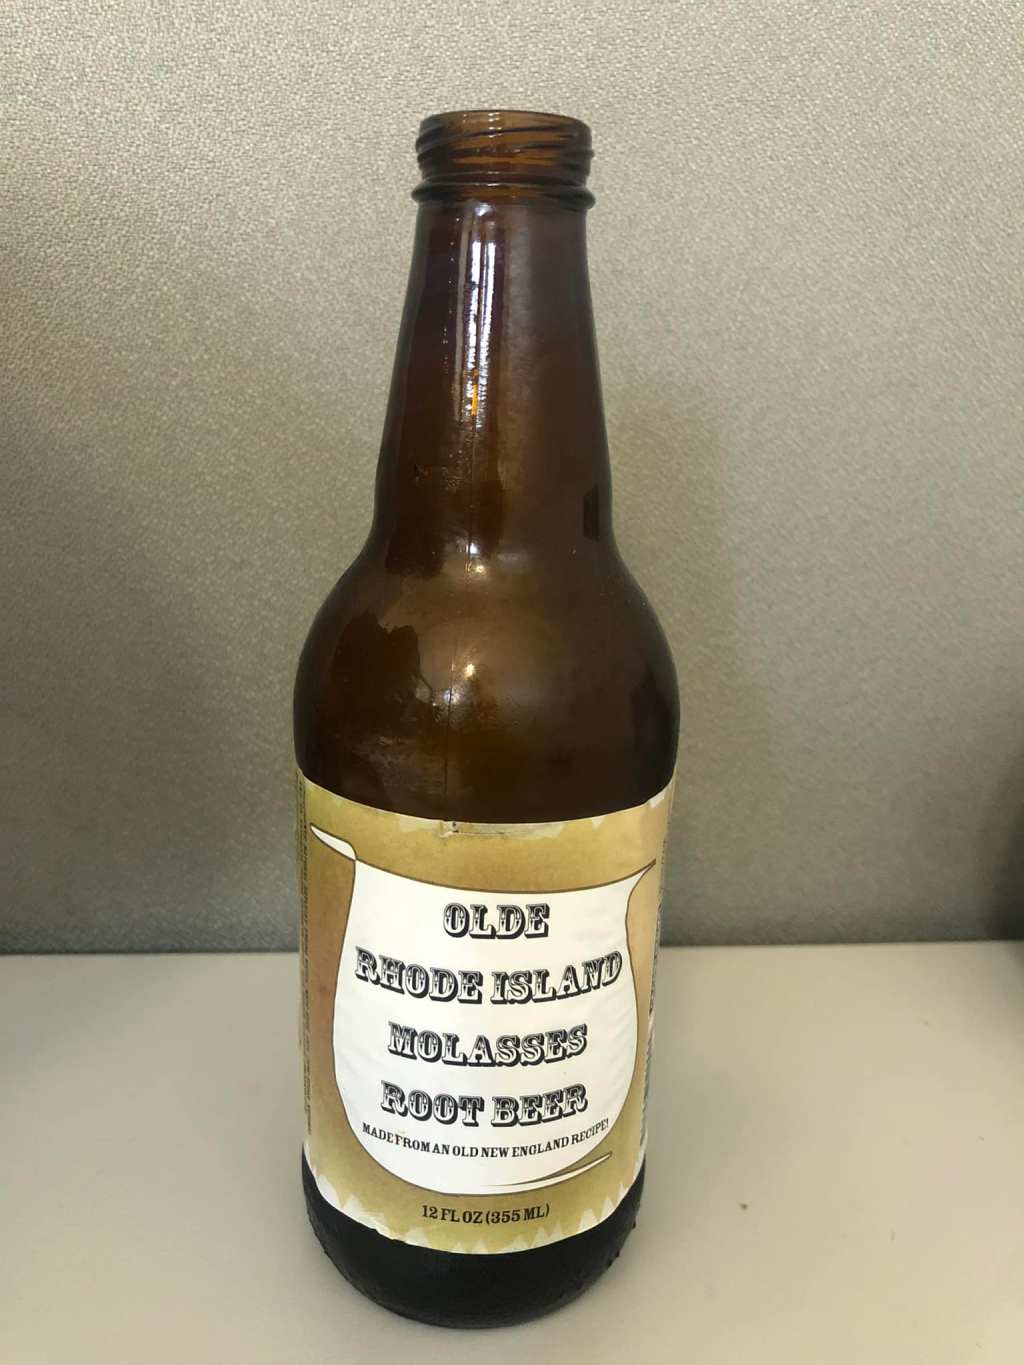 OLDE
RHODE ISLAND
MOLASSES
ROOT BEER
MADE FROM AN OLD NEW ENGLAND RECIPE!
12 FL OZ (355 ML)